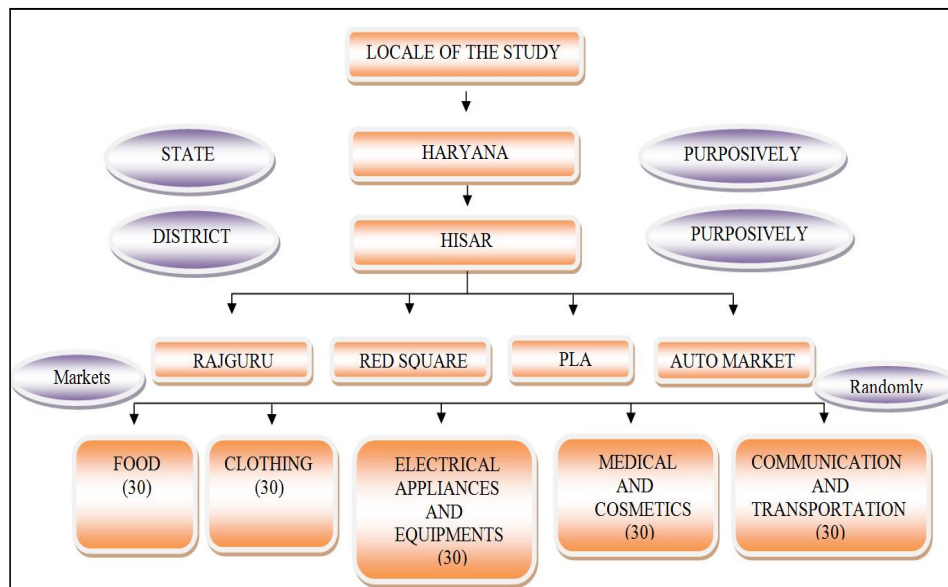 LOCALE OF THE STUDY
STATE
HARYANA
PURPOSIVELY
DISTRICT
HISAR
PURPOSIVELY
RAJGURU
RED SQUARE
PLA
AUTO MARKET
Markets
Randomly
FOOD
(30)
CLOTHING
(30)
ELECTRICAL
APPLIANCES
AND
EQUIPMENTS
(30)
MEDICAL
AND
COSMETICS
(30)
COMMUNICATION
AND
TRANSPORTATION
(30)